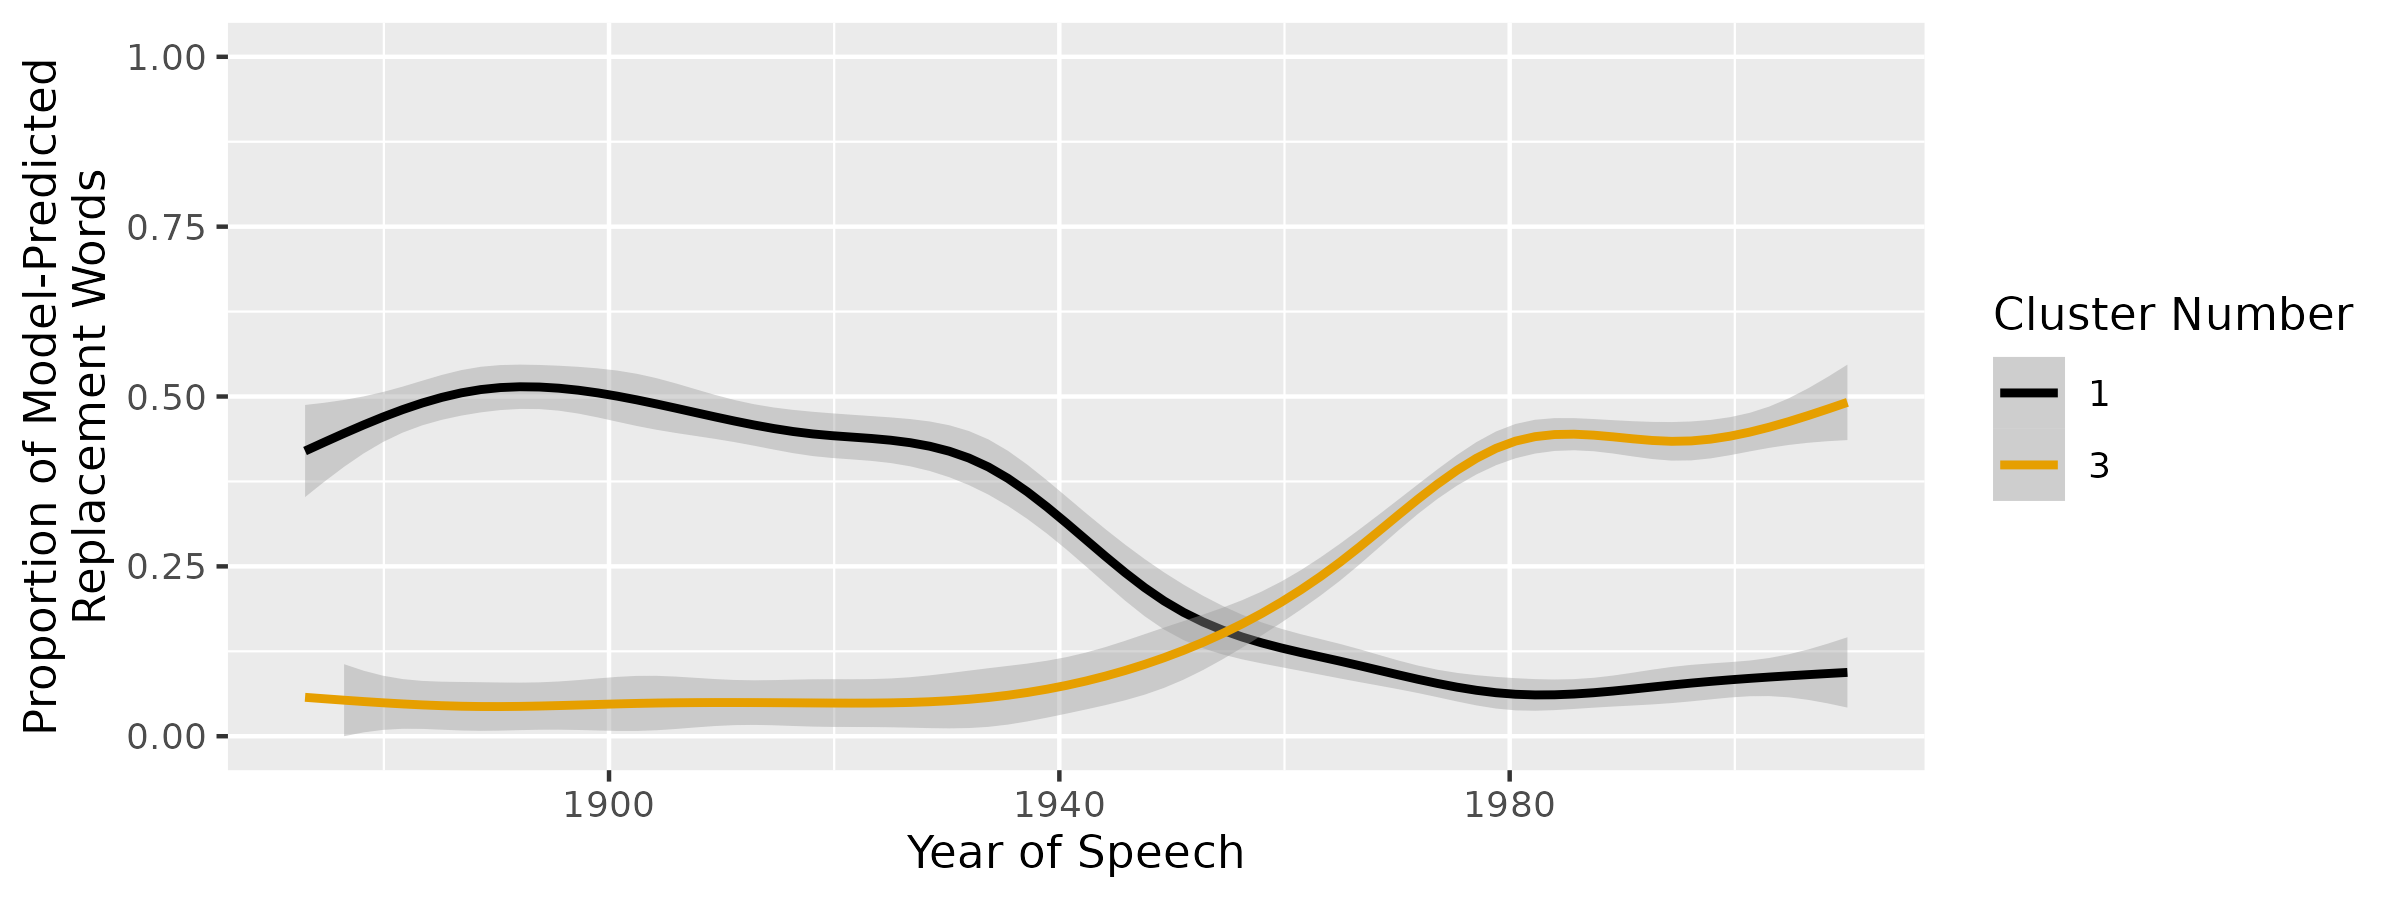 Proportion of Model-Predicted
Replacement Words
1.00
0.75
0.50
0.25
0.00
1900
1940
1980
Year of Speech
Cluster Number
1
3